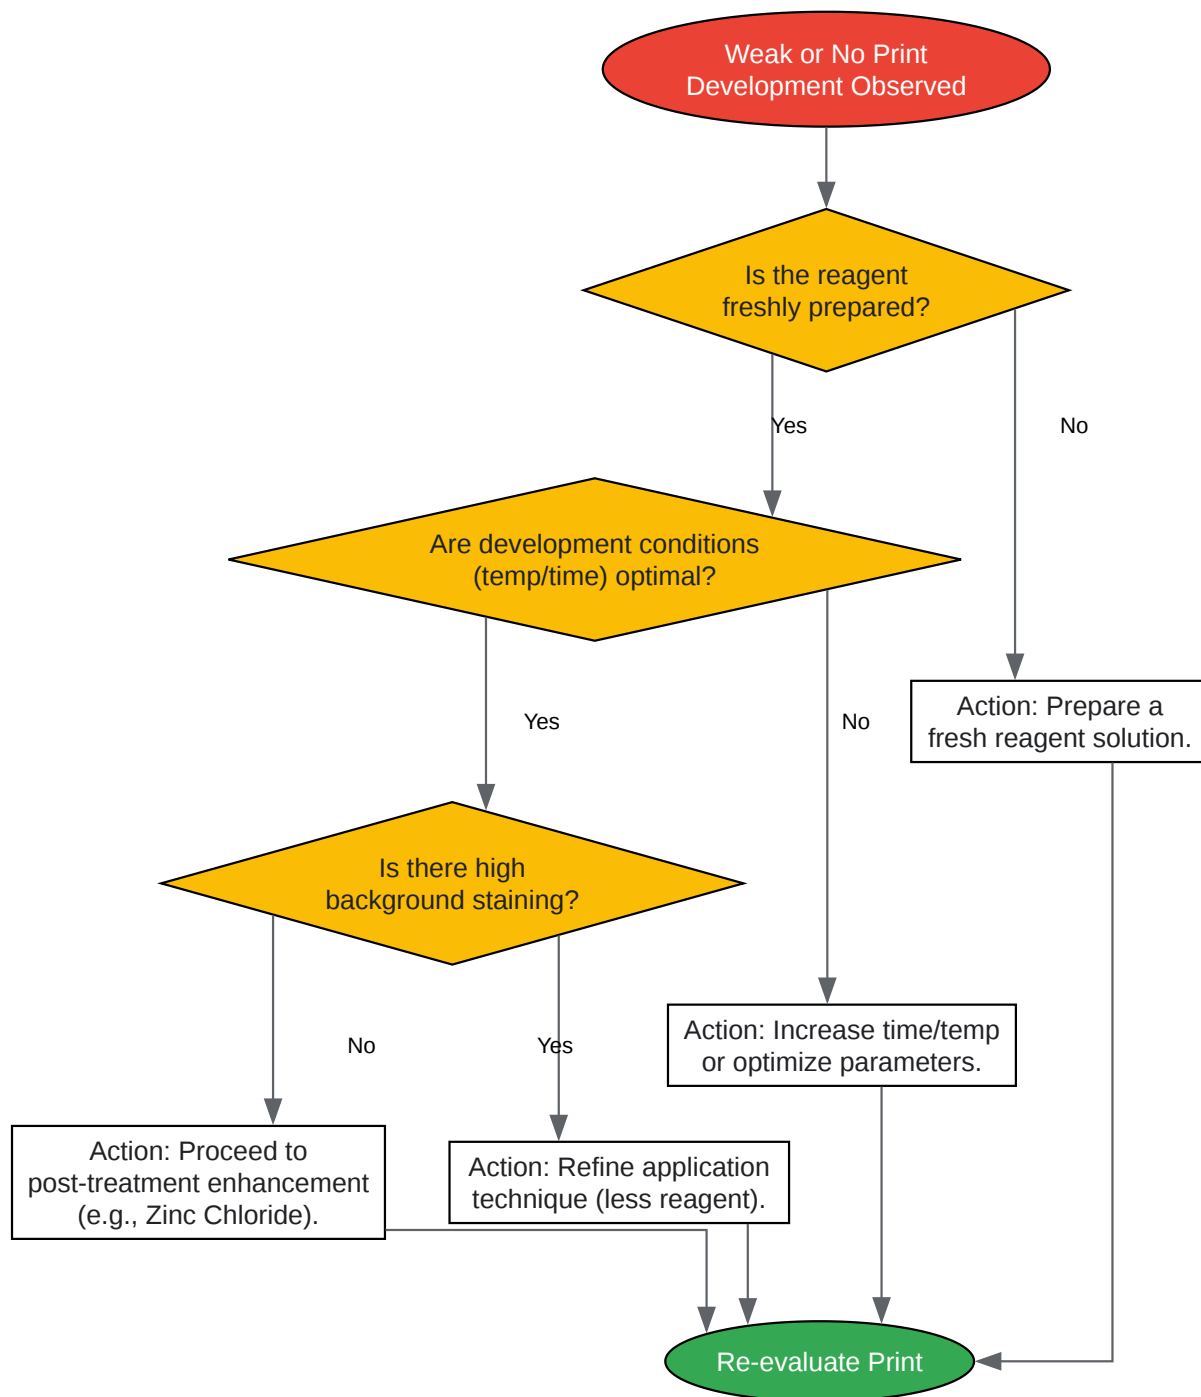 Weak or No Print
Development Observed
Is the reagent
freshly prepared?
Yes
No
Are development conditions
(temp/time) optimal?
Yes
No
Action: Prepare a
fresh reagent solution.
Is there high
background staining?
No
Yes
Action: Increase time/temp
or optimize parameters.
Action: Proceed to
post-treatment enhancement
(e.g., Zinc Chloride).
Action: Refine application
technique (less reagent).
Re-evaluate Print